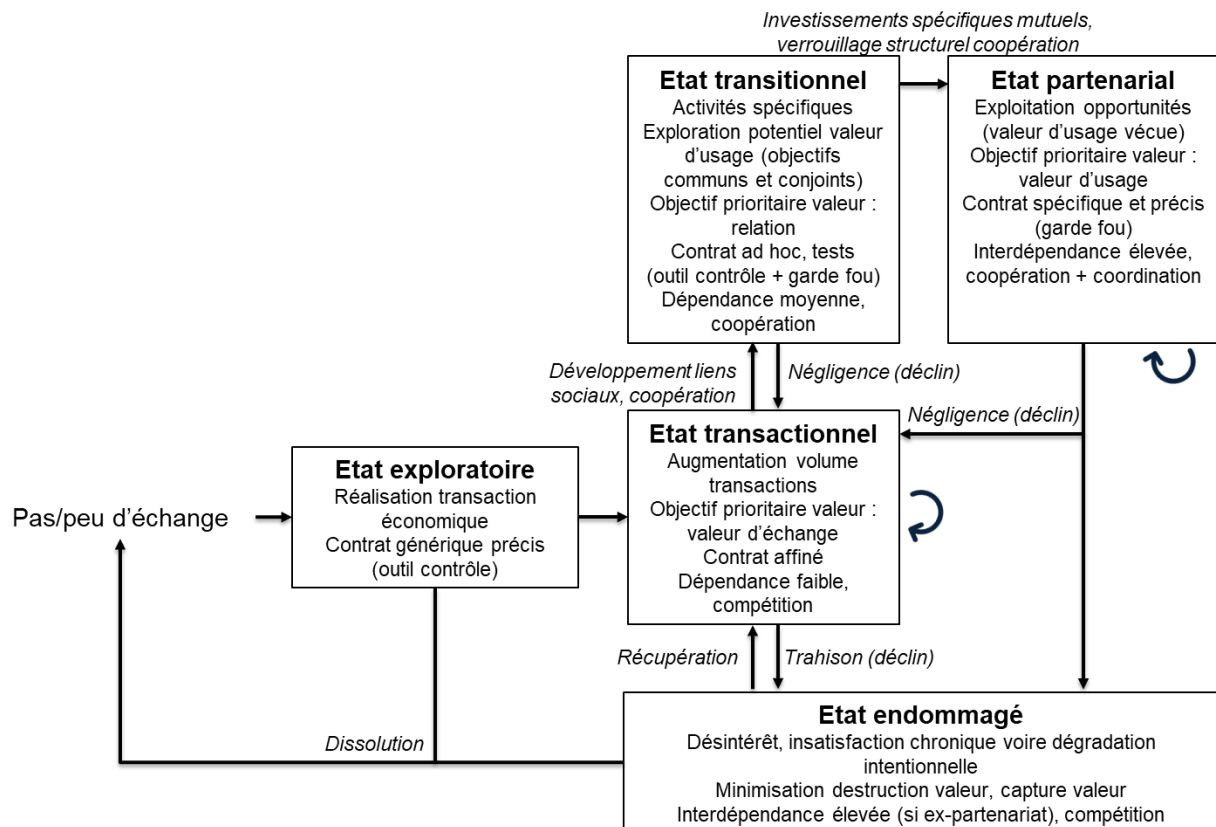 Investissements spécifiques mutuels,
verrouillage structurel coopération
Etat transitionnel
Activités spécifiques
Exploration potentiel valeur
d’usage (objectifs
communs et conjoints)
Objectif prioritaire valeur :
relation
Contrat ad hoc, tests
(outil contrôle + garde fou)
Dépendance moyenne,
coopération
Etat partenarial
Exploitation opportunités
(valeur d’usage vécue)
Objectif prioritaire valeur :
valeur d’usage
Contrat spécifique et précis
(garde fou)
Interdépendance élevée,
coopération + coordination
Développement liens
sociaux, coopération
Négligence (déclin)
Négligence (déclin)
Etat transactionnel
Augmentation volume
transactions
Objectif prioritaire valeur :
valeur d’échange
Contrat affiné
Dépendance faible,
compétition
Etat exploratoire
Réalisation transaction
économique
Contrat générique précis
(outil contrôle)
Pas/peu d’échange
Récupération
Trahison (déclin)
Dissolution
Etat endommagé
Désintérêt, insatisfaction chronique voire dégradation
intentionnelle
Minimisation destruction valeur, capture valeur
Interdépendance élevée (si ex-partenariat), compétition